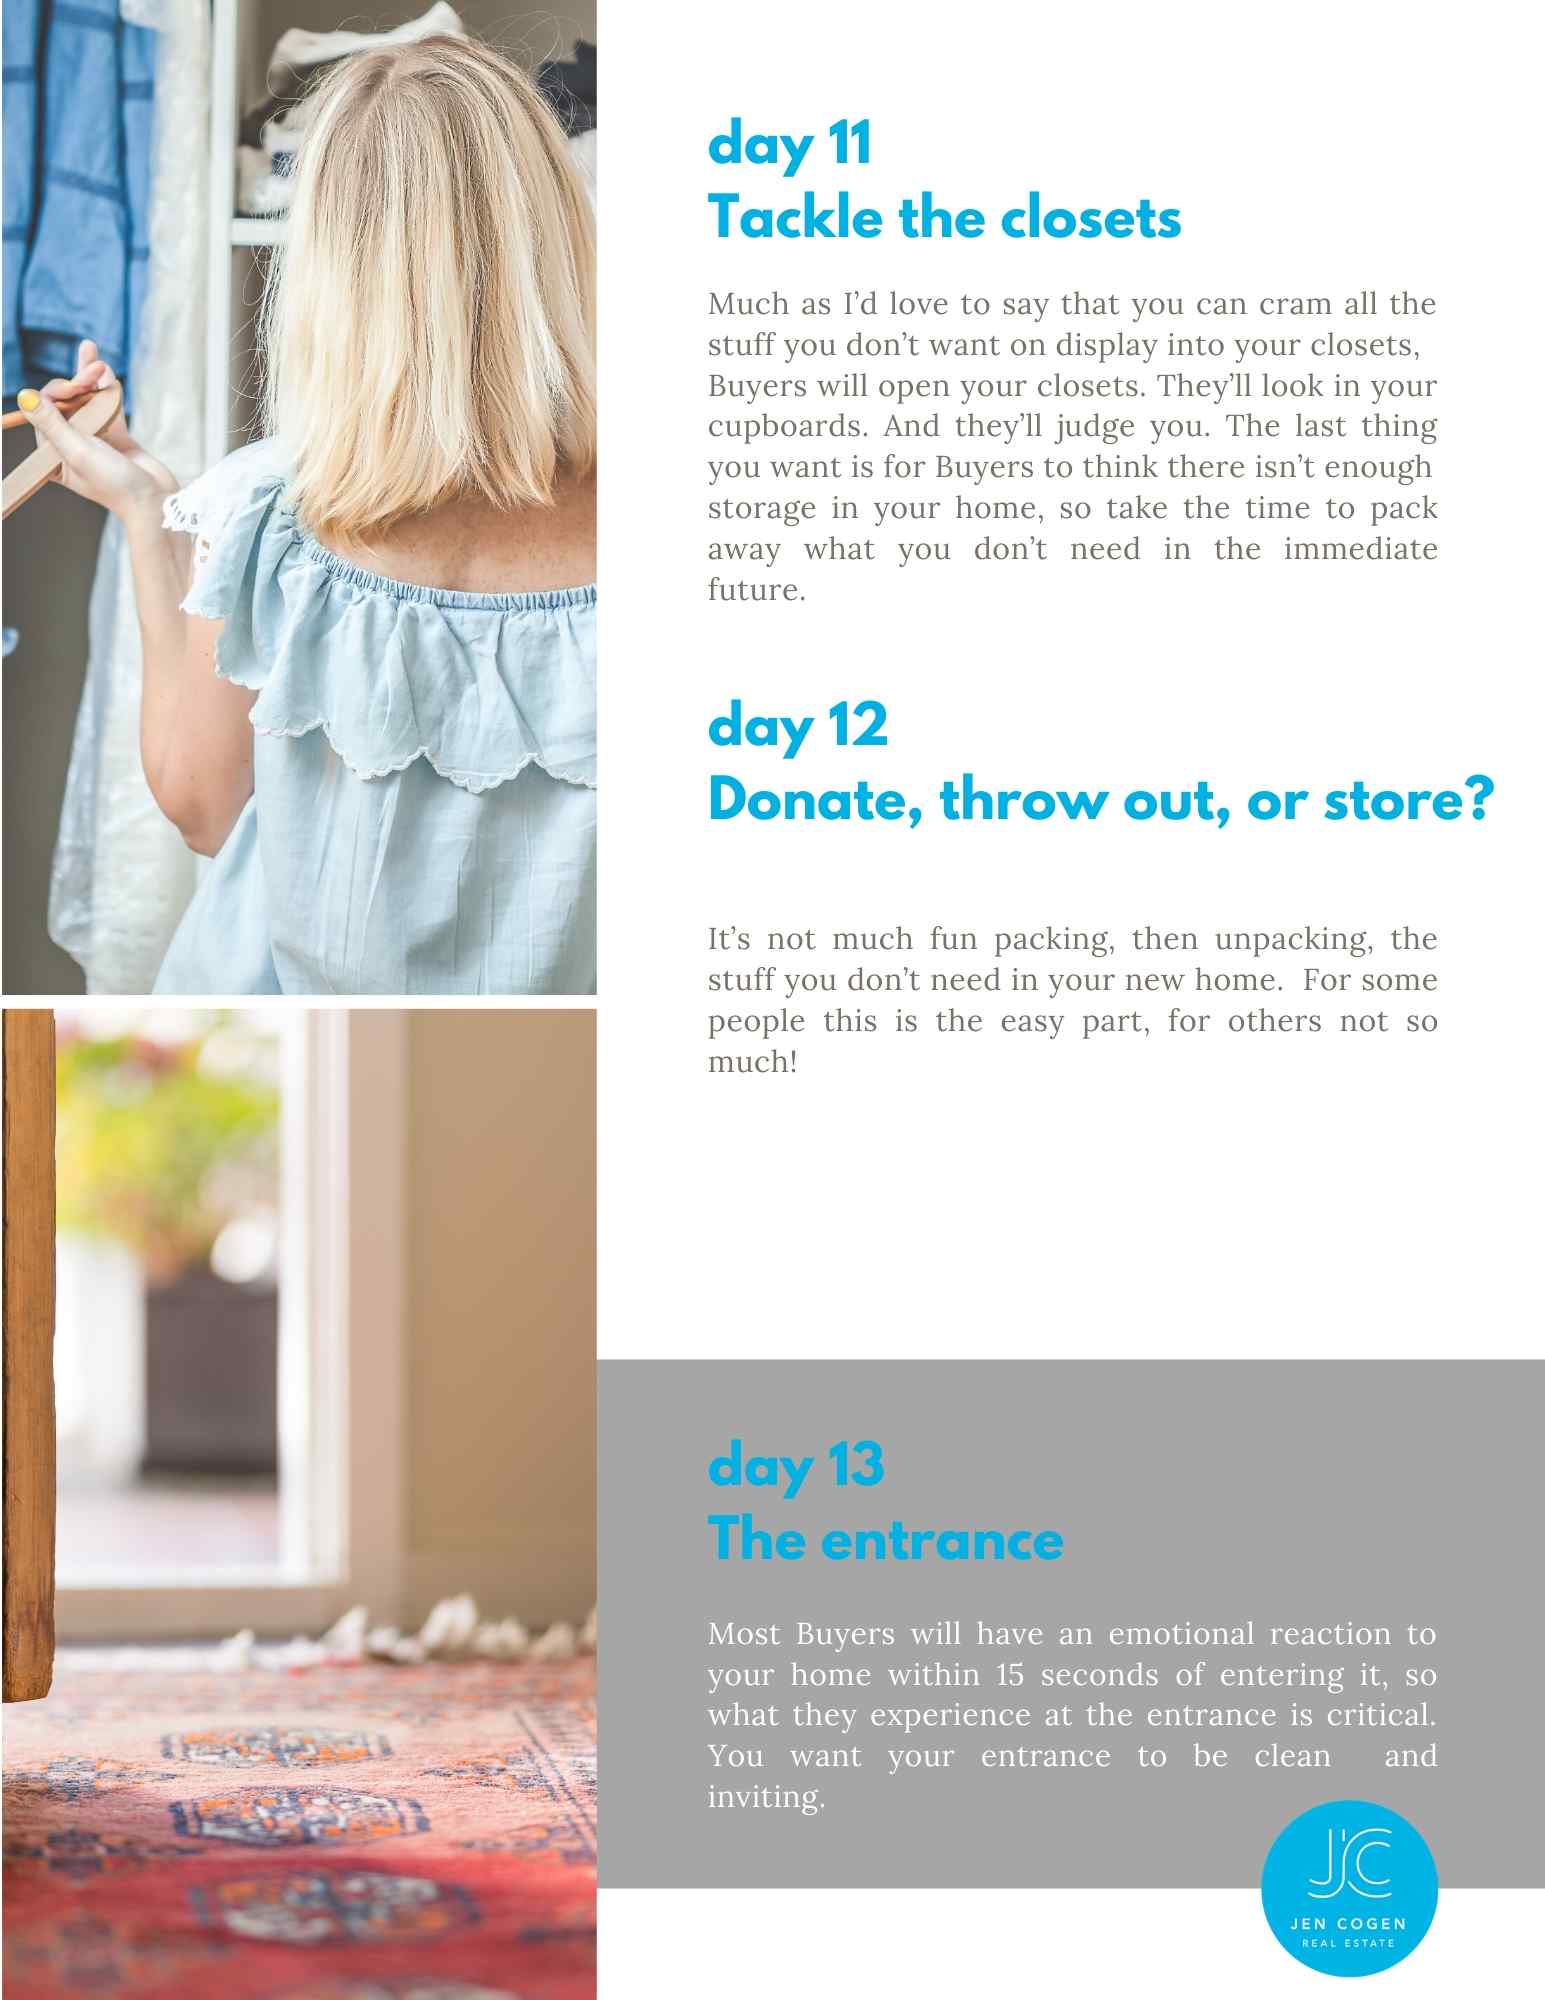 day 11
Tackle the closets
Much as I’d love to say that you can cram all the
stuff you don’t want on display into your closets,
Buyers will open your closets. They’ll look in your
cupboards. And they’ll judge you. The last thing
you want is for Buyers to think there isn’t enough
storage in your home, so take the time to pack
away what you don’t need in the immediate
future.
day 12
Donate, throw out, or store?
It’s not much fun packing, then unpacking, the
stuff you don’t need in your new home. For some
people this is the easy part, for others not so
much!
day 13
The entrance
Most Buyers will have an emotional reaction to
your home within 15 seconds of entering it, so
what they experience at the entrance is critical.
You want your entrance to be clean and
inviting.
JC
JEN COGEN
REAL ESTATE